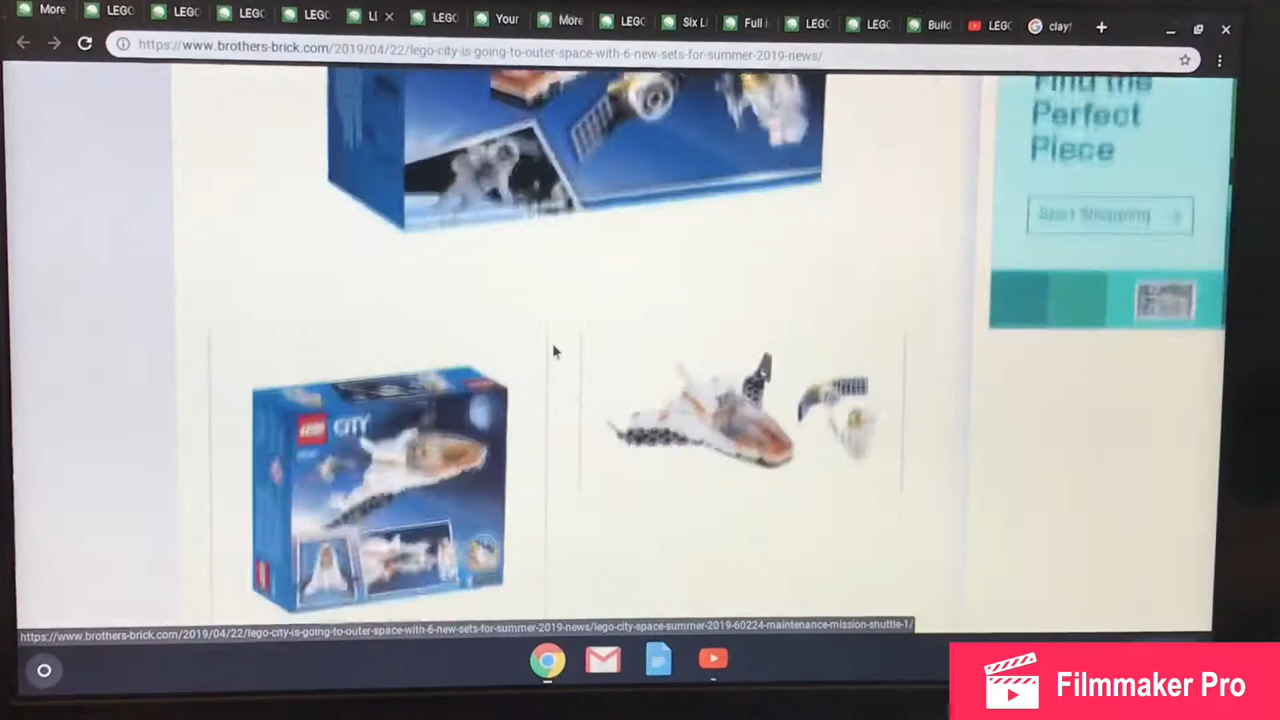 More
LEGO
LEGO
LEGO
LEGO
LI
LEGO
Your
More
LEGO
Six L
Full
LEGO
LEGO
Build
LEGO
clay!
https://www.brothers-brick.com/2019/04/22/lego-city-is-going-to-outer-space-with-6-new-sets-for-summer-2019-news/
Find the
Perfect
Piece
Start Shopping
LEGO
CITY
https://www.brothers-brick.com/2019/04/22/lego-city-is-going-to-outer-space-with-6-new-sets-for-summer-2019-news/lego-city-space-summer-2019-60224-maintenance-mission-shuttle-1/
Filmmaker Pro